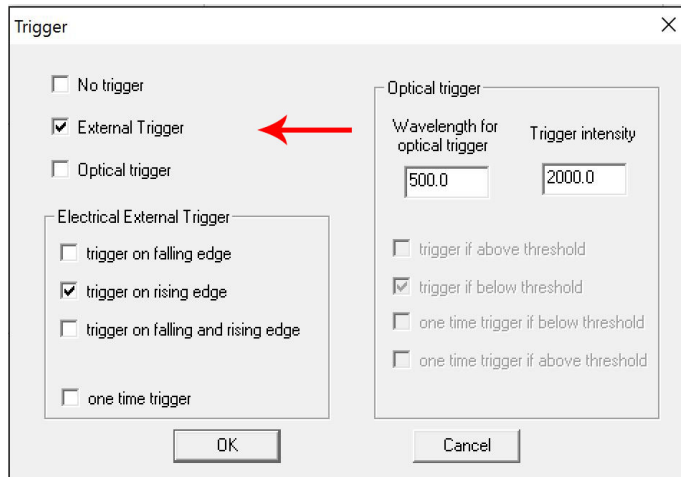 Trigger
No trigger
External Trigger
Optical trigger
Electrical External Trigger
trigger on falling edge
trigger on rising edge
trigger on falling and rising edge
one time trigger
Optical trigger
Wavelength for
optical trigger
Trigger intensity
500.0
2000.0
trigger if above threshold
trigger if below threshold
one time trigger if below threshold
one time trigger if above threshold
OK
Cancel